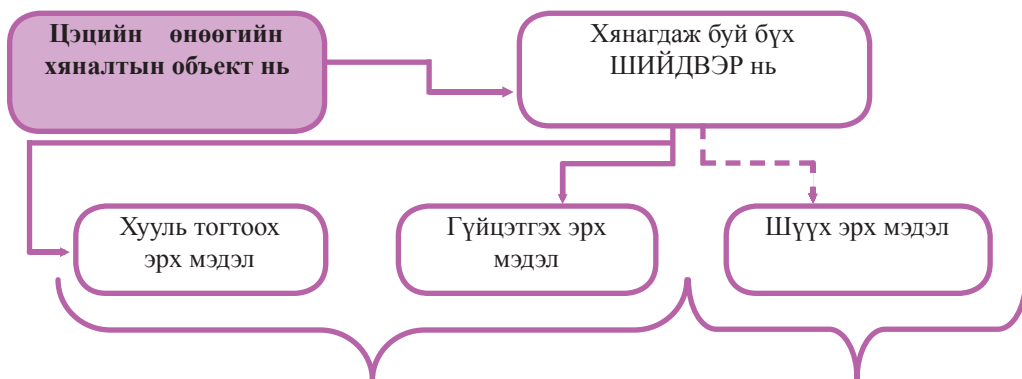 Цэцийн өнөөгийн
хяналтын объект нь
Хянагдаж буй бүх
ШИЙДВЭР нь
Хууль тогтоох
эрх мэдэл
Гүйцэтгэх эрх
мэдэл
Шүүх эрх мэдэл